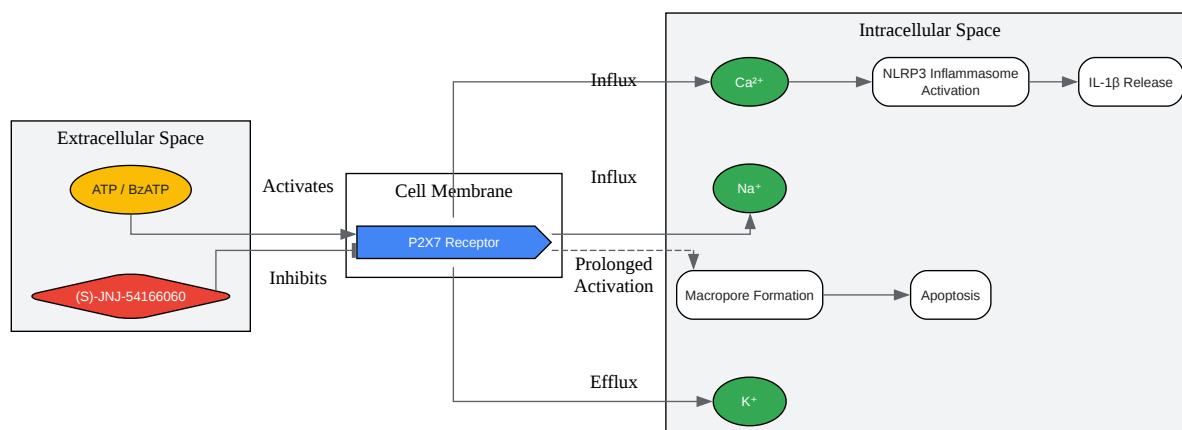 Intracellular Space
Influx
Ca²⁺
NLRP3 Inflammasome
Activation
IL-1β Release
Extracellular Space
ATP / BzATP
Activates
Cell Membrane
Influx
Na⁺
P2X7 Receptor
Inhibits
Prolonged
Activation
(S)-JNJ-54166060
Macropore Formation
Apoptosis
Efflux
K⁺